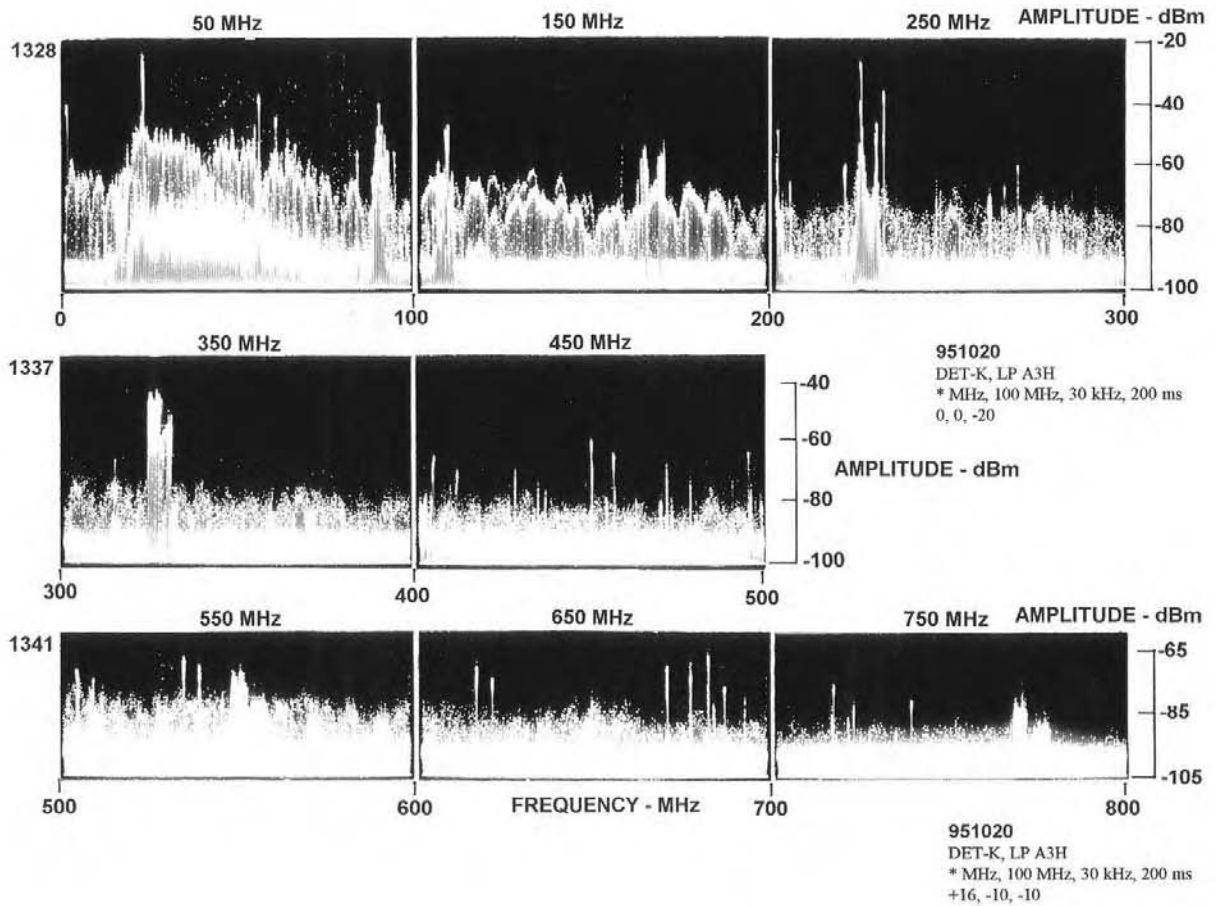 50 MHz 150 MHz 250 MHz AMPLITUDE - dBm
1328
-20
-40
-60
-80
-100
0 100 200 300
350 MHz 450 MHz
1337
-40
-60
AMPLITUDE - dBm
-80
-100
300 400 500
951020
DET-K, LP A3H
* MHz, 100 MHz, 30 kHz, 200 ms
0, 0, -20
550 MHz 650 MHz 750 MHz AMPLITUDE - dBm
1341
-65
-85
-105
500 600 FREQUENCY - MHz 700 800
951020
DET-K, LP A3H
* MHz, 100 MHz, 30 kHz, 200 ms
+16, -10, -10